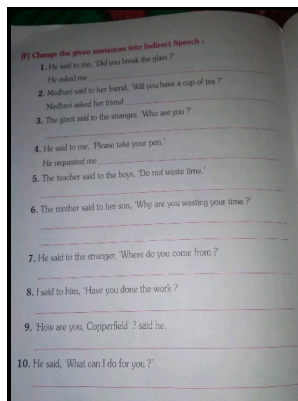 [F] Change the given sentences into Indirect Speech :
1. He said to me, 'Did you break the glass ?'
He asked me
2. Medhavi said to her friend, 'Will you have a cup of tea ?'
Medhavi asked her friend
3. The giant said to the stranger, 'Who are you ?'
4. He said to me, 'Please take your pen.'
He requested me
5. The teacher said to the boys, 'Do not waste time.'
6. The mother said to her son, 'Why are you wasting your time ?'
7. He said to the stranger, 'Where do you come from ?'
8. I said to him, 'Have you done the work ?'
9. 'How are you, Copperfield' ? said he.
10. He said, 'What can I do for you ?'